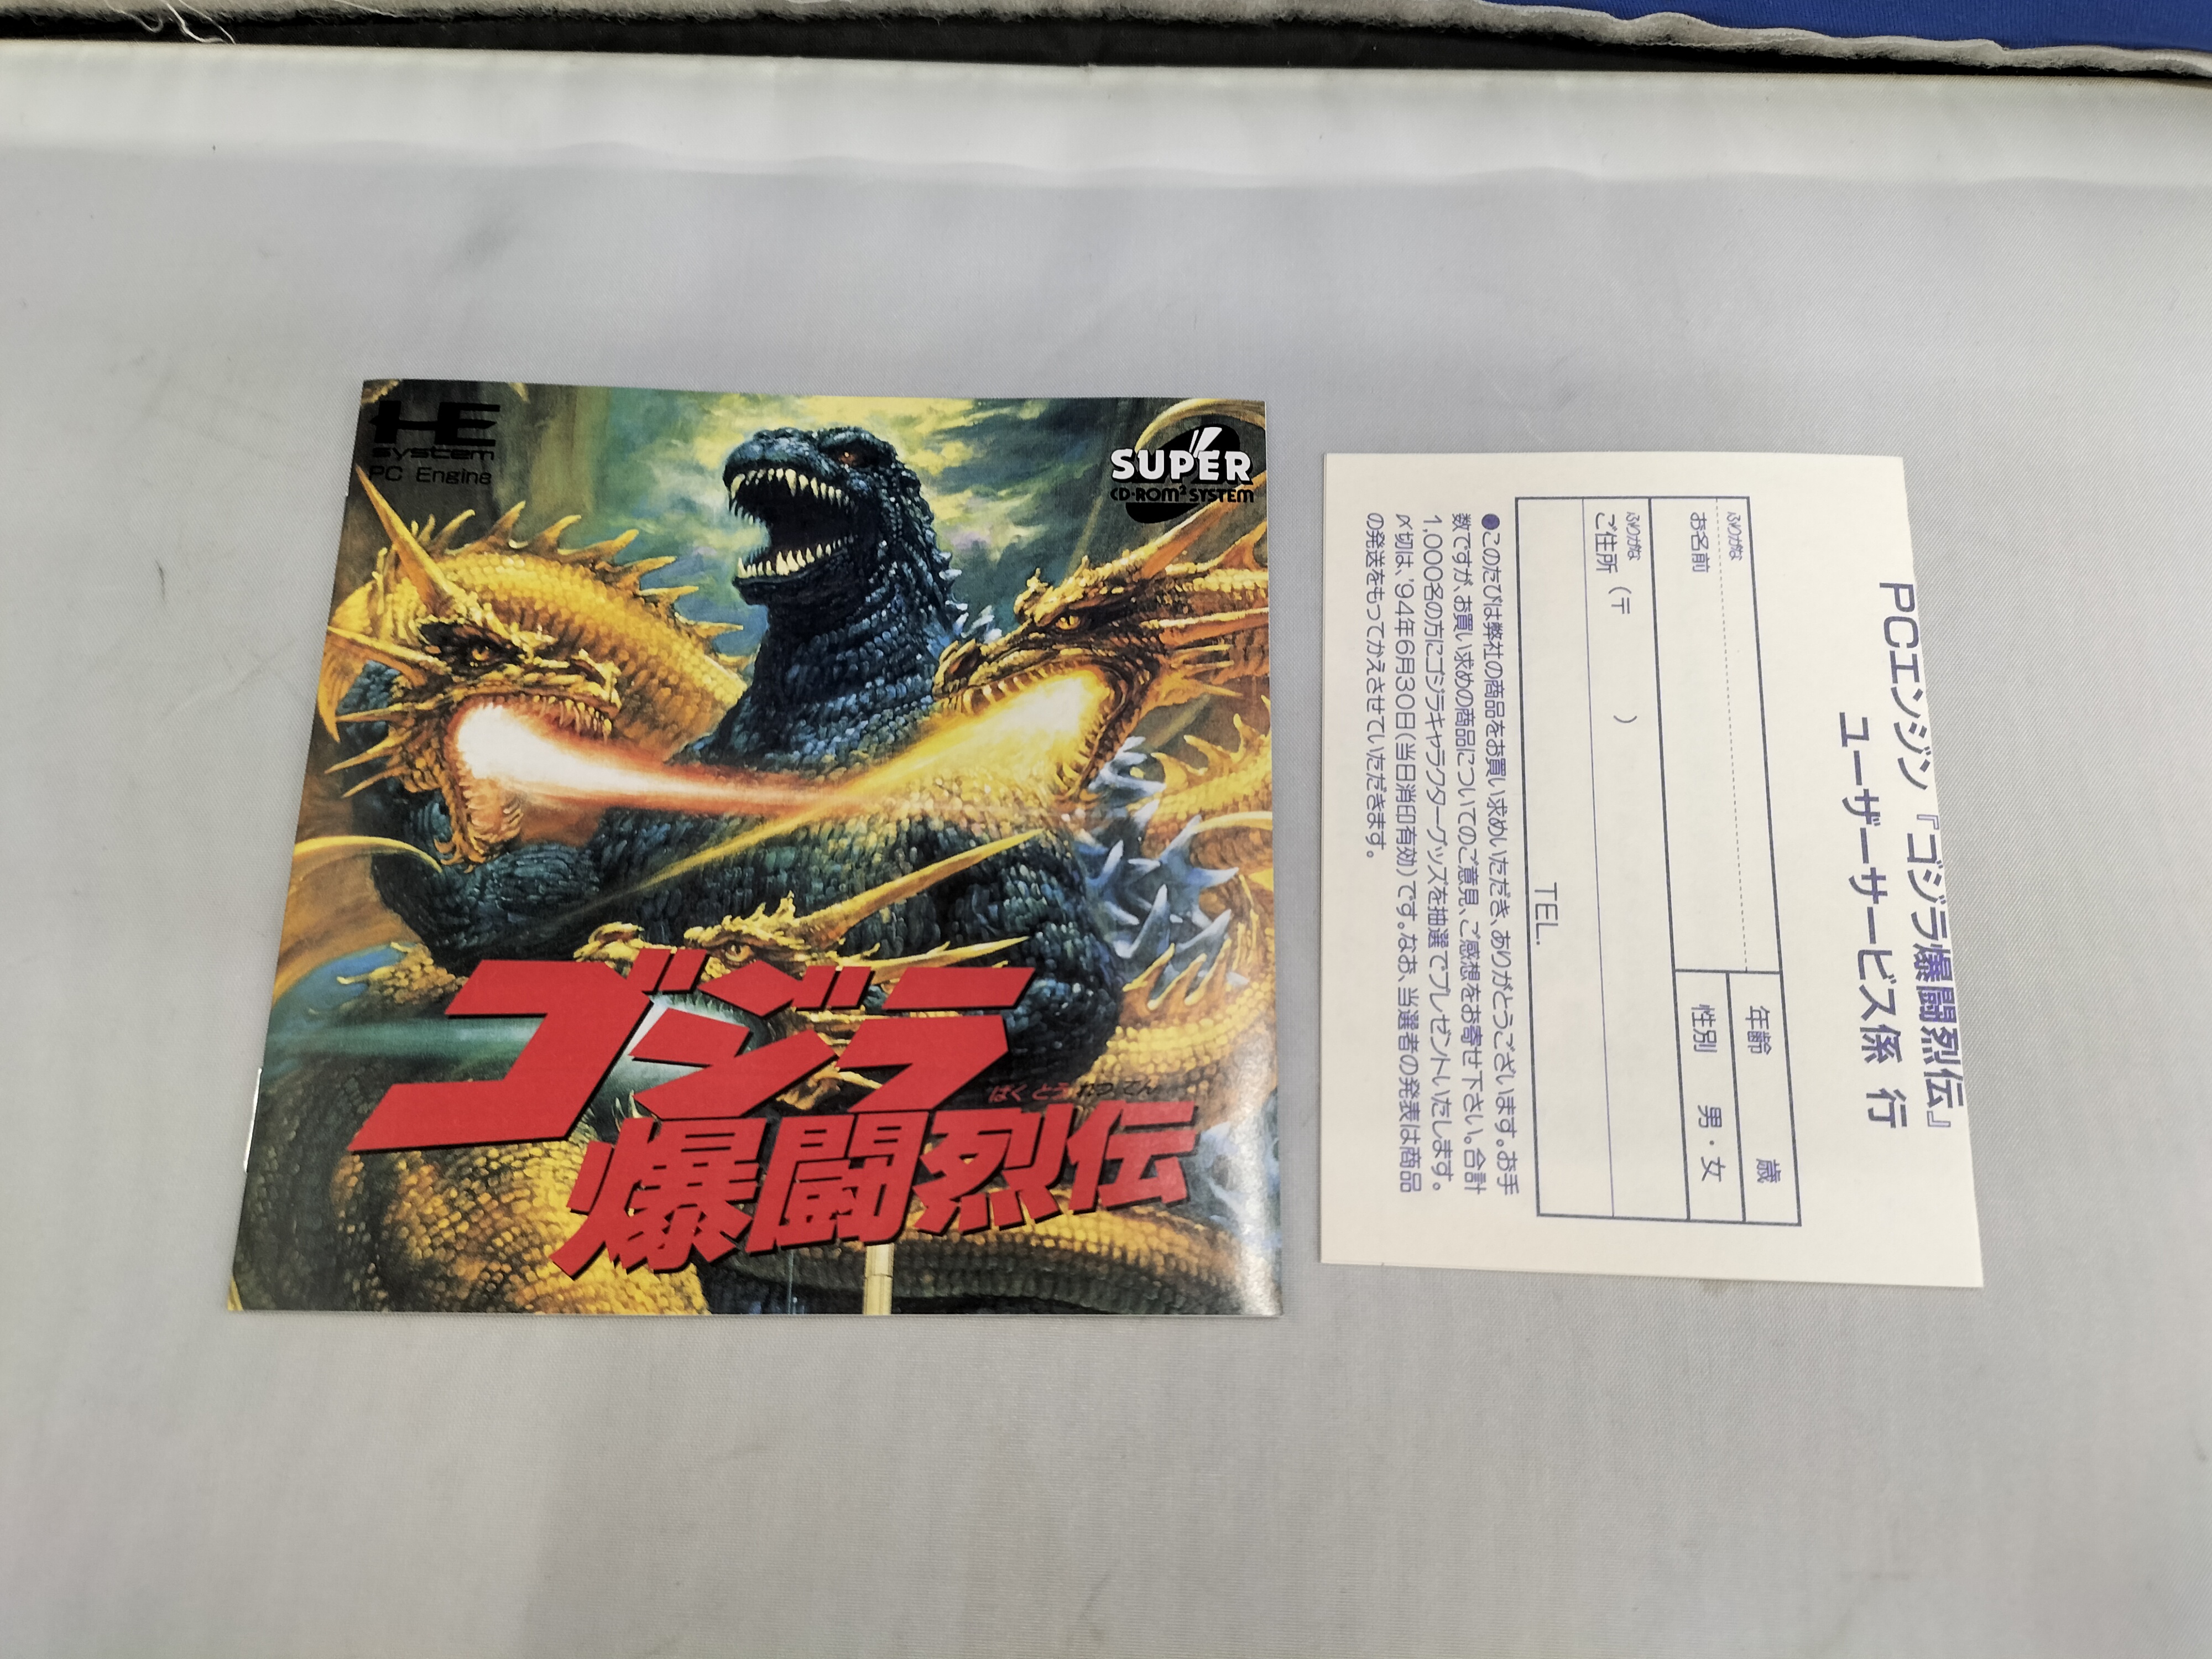 HE
system
PC Engine
SUPER
CD-ROM² SYSTEM
ゴジラ
ばくとうれつでん
爆闘烈伝
PCエンジン『ゴジラ爆闘烈伝』
ユーザーサービス係 行
ふりがな
お名前
年齢 歳
性別 男・女
ふりがな
ご住所 (〒 )
TEL.
●このたびは弊社の商品をお買い求めいただき、ありがとうございます。お手
数ですが、お買い求めの商品についてのご意見、ご感想をお寄せ下さい。合計
1,000名の方にゴジラキャラクターグッズを抽選でプレゼントいたします。
〆切は、'94年6月30日(当日消印有効)です。なお、当選者の発表は商品
の発送をもってかえさせていただきます。